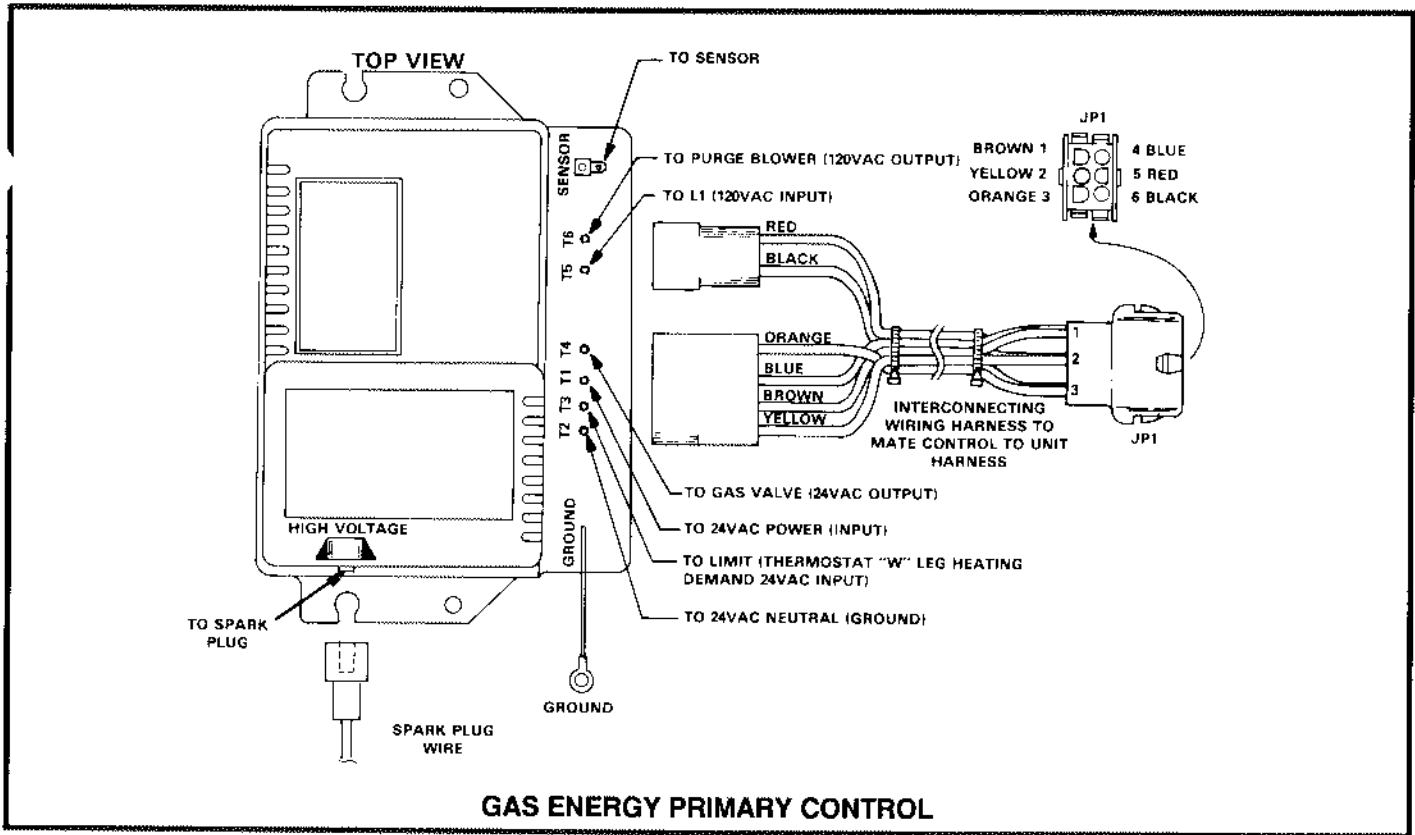 TOP VIEW
TO SENSOR
SENSOR
TO PURGE BLOWER (120VAC OUTPUT)
TO L1 (120VAC INPUT)
T6
T5
T4
T1
T3
T2
JP1
BROWN 1
YELLOW 2
ORANGE 3
4 BLUE
5 RED
6 BLACK
RED
BLACK
ORANGE
BLUE
BROWN
YELLOW
1
2
3
JP1
INTERCONNECTING
WIRING HARNESS TO
MATE CONTROL TO UNIT
HARNESS
TO GAS VALVE (24VAC OUTPUT)
TO 24VAC POWER (INPUT)
TO LIMIT (THERMOSTAT "W" LEG HEATING
DEMAND 24VAC INPUT)
TO 24VAC NEUTRAL (GROUND)
GROUND
HIGH VOLTAGE
TO SPARK
PLUG
GROUND
SPARK PLUG
WIRE
GAS ENERGY PRIMARY CONTROL